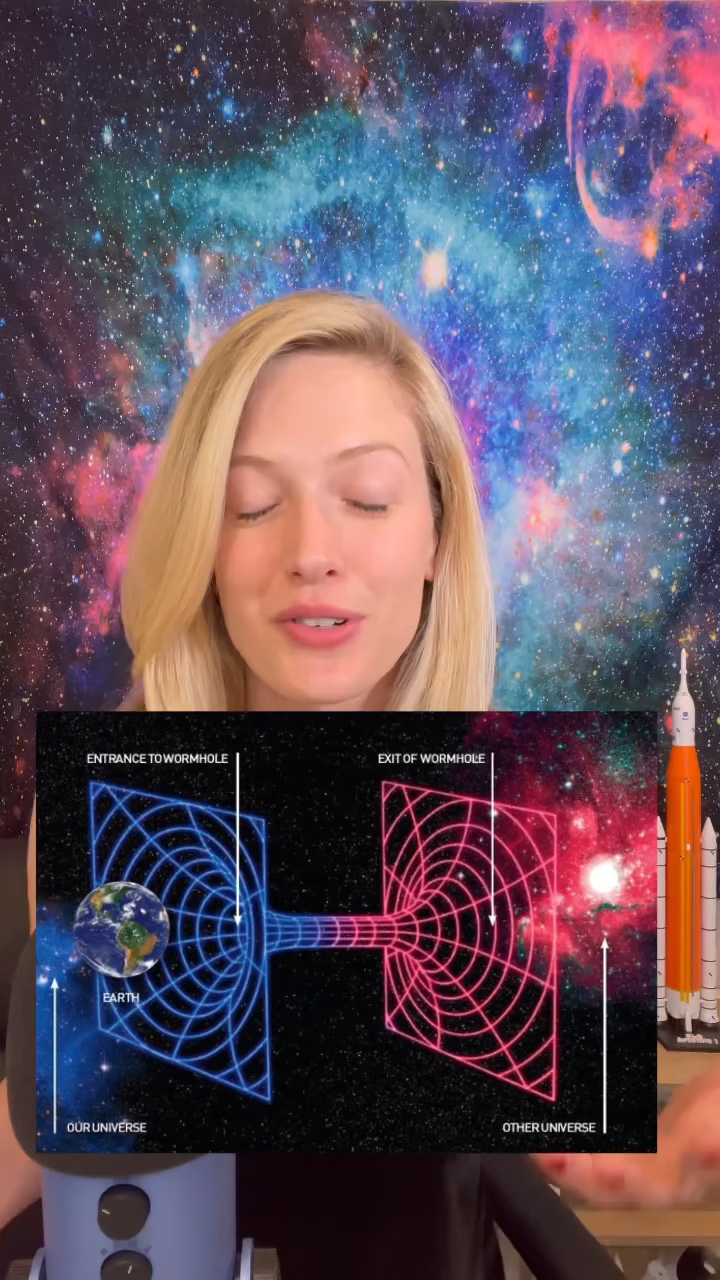 ENTRANCE TO WORMHOLE
EXIT OF WORMHOLE
EARTH
OUR UNIVERSE
OTHER UNIVERSE